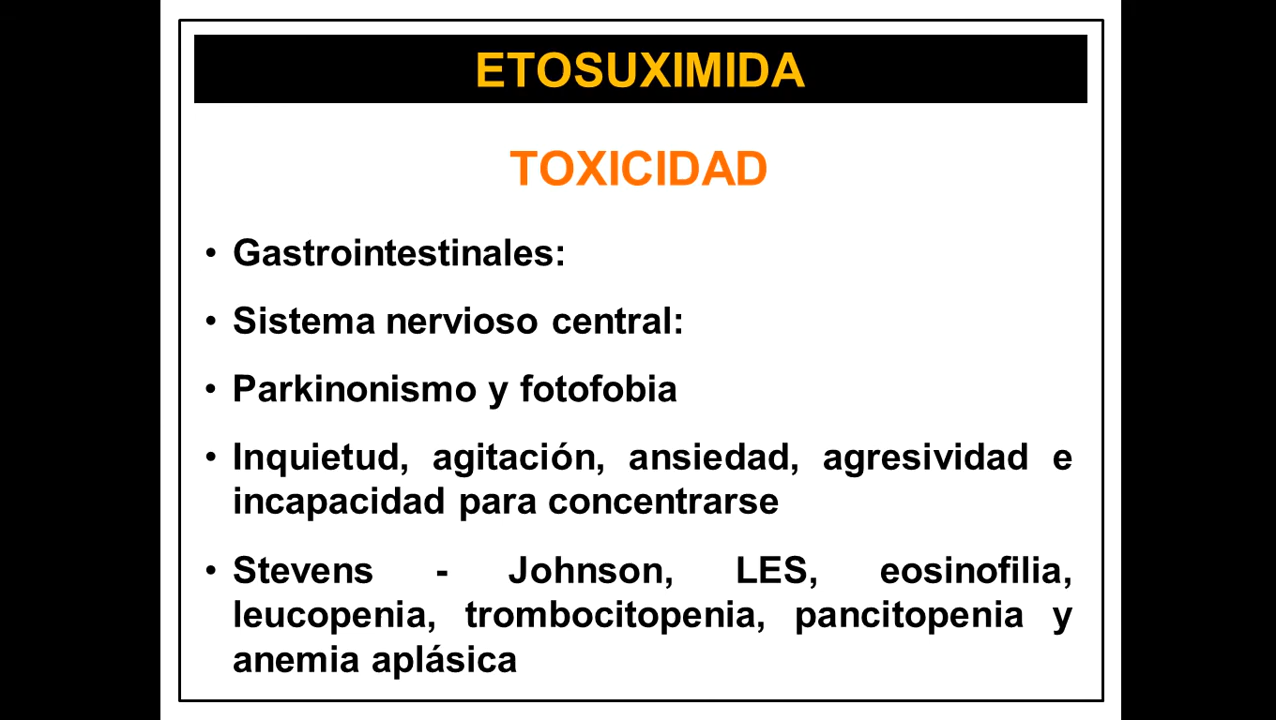 ETOSUXIMIDA
TOXICIDAD
• Gastrointestinales:
• Sistema nervioso central:
• Parkinonismo y fotofobia
• Inquietud, agitación, ansiedad, agresividad e
incapacidad para concentrarse
• Stevens - Johnson, LES, eosinofilia,
leucopenia, trombocitopenia, pancitopenia y
anemia aplásica